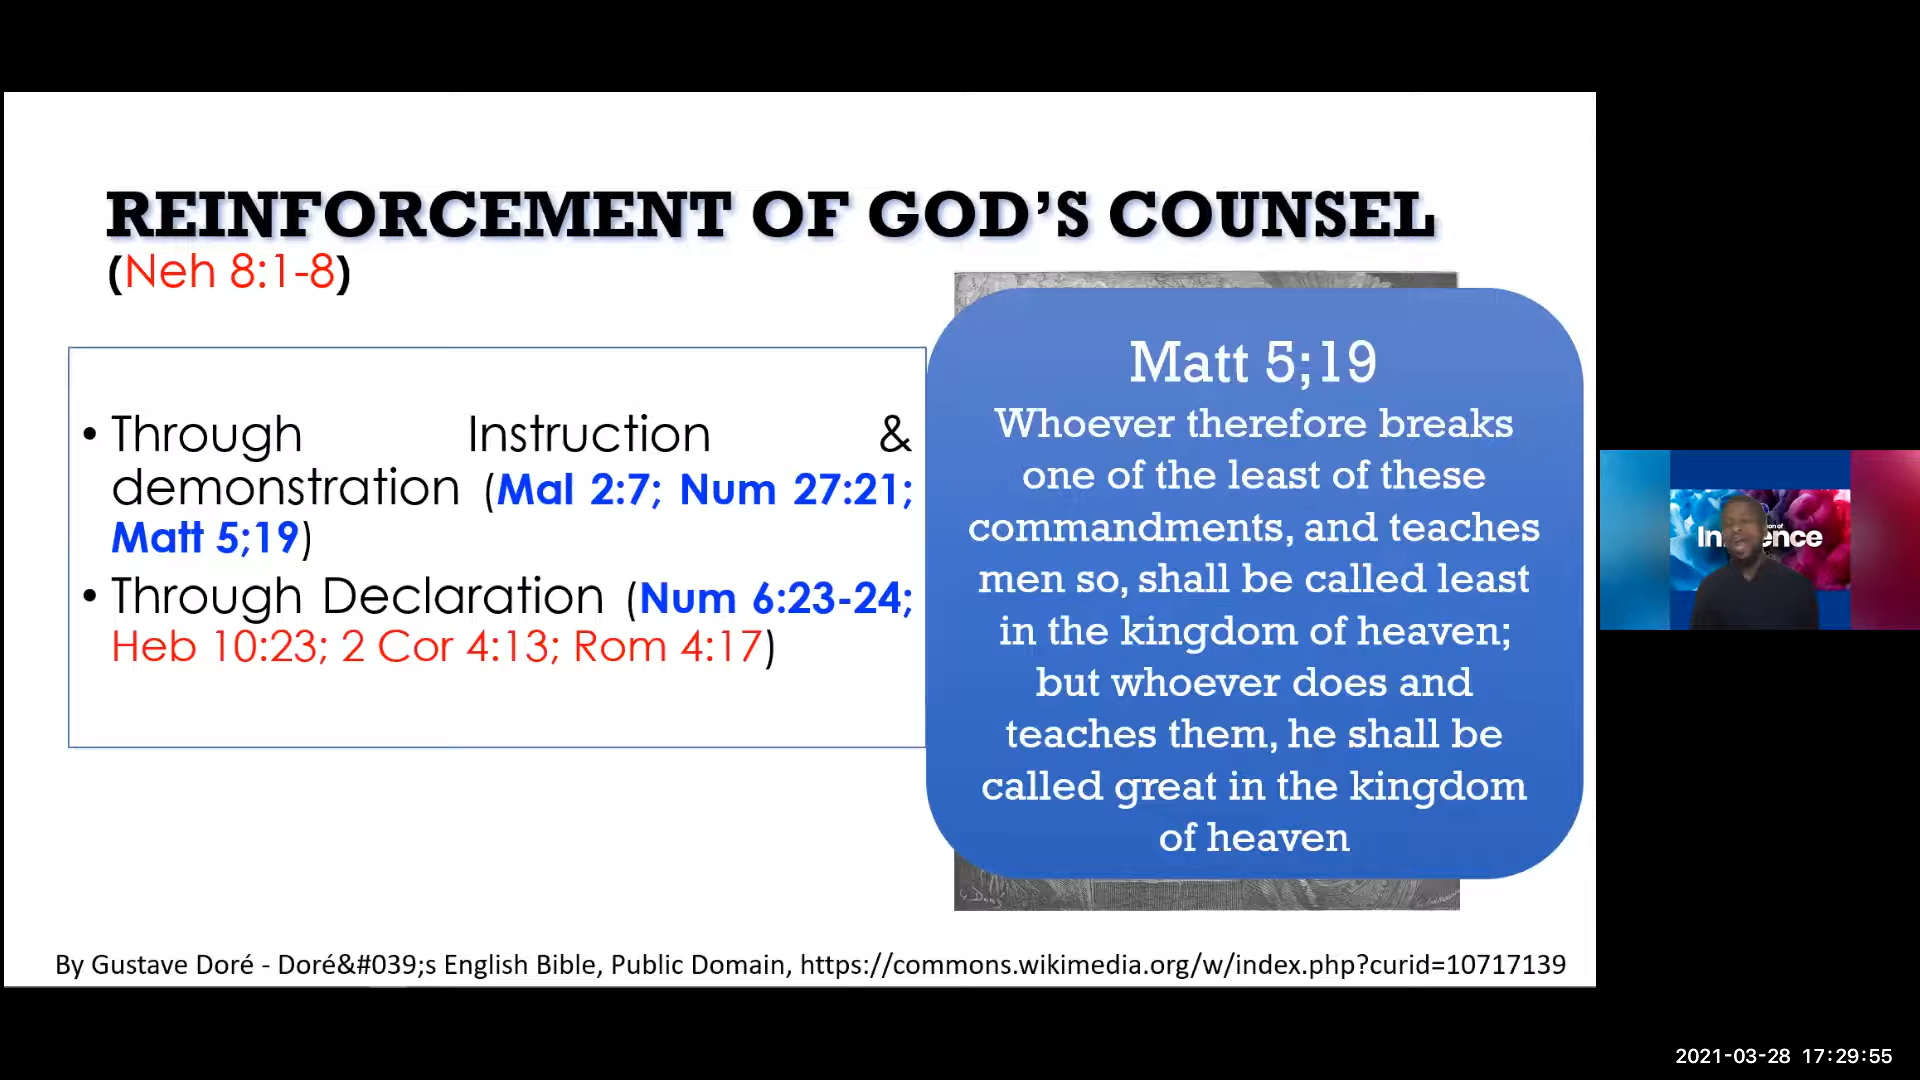 REINFORCEMENT OF GOD’S COUNSEL
(Neh 8:1-8)
• Through Instruction &
demonstration (Mal 2:7; Num 27:21;
Matt 5;19)
• Through Declaration (Num 6:23-24;
Heb 10:23; 2 Cor 4:13; Rom 4:17)
Matt 5;19
Whoever therefore breaks
one of the least of these
commandments, and teaches
men so, shall be called least
in the kingdom of heaven;
but whoever does and
teaches them, he shall be
called great in the kingdom
of heaven
By Gustave Doré - Doré&#039;s English Bible, Public Domain, https://commons.wikimedia.org/w/index.php?curid=10717139
2021-03-28 17:29:55